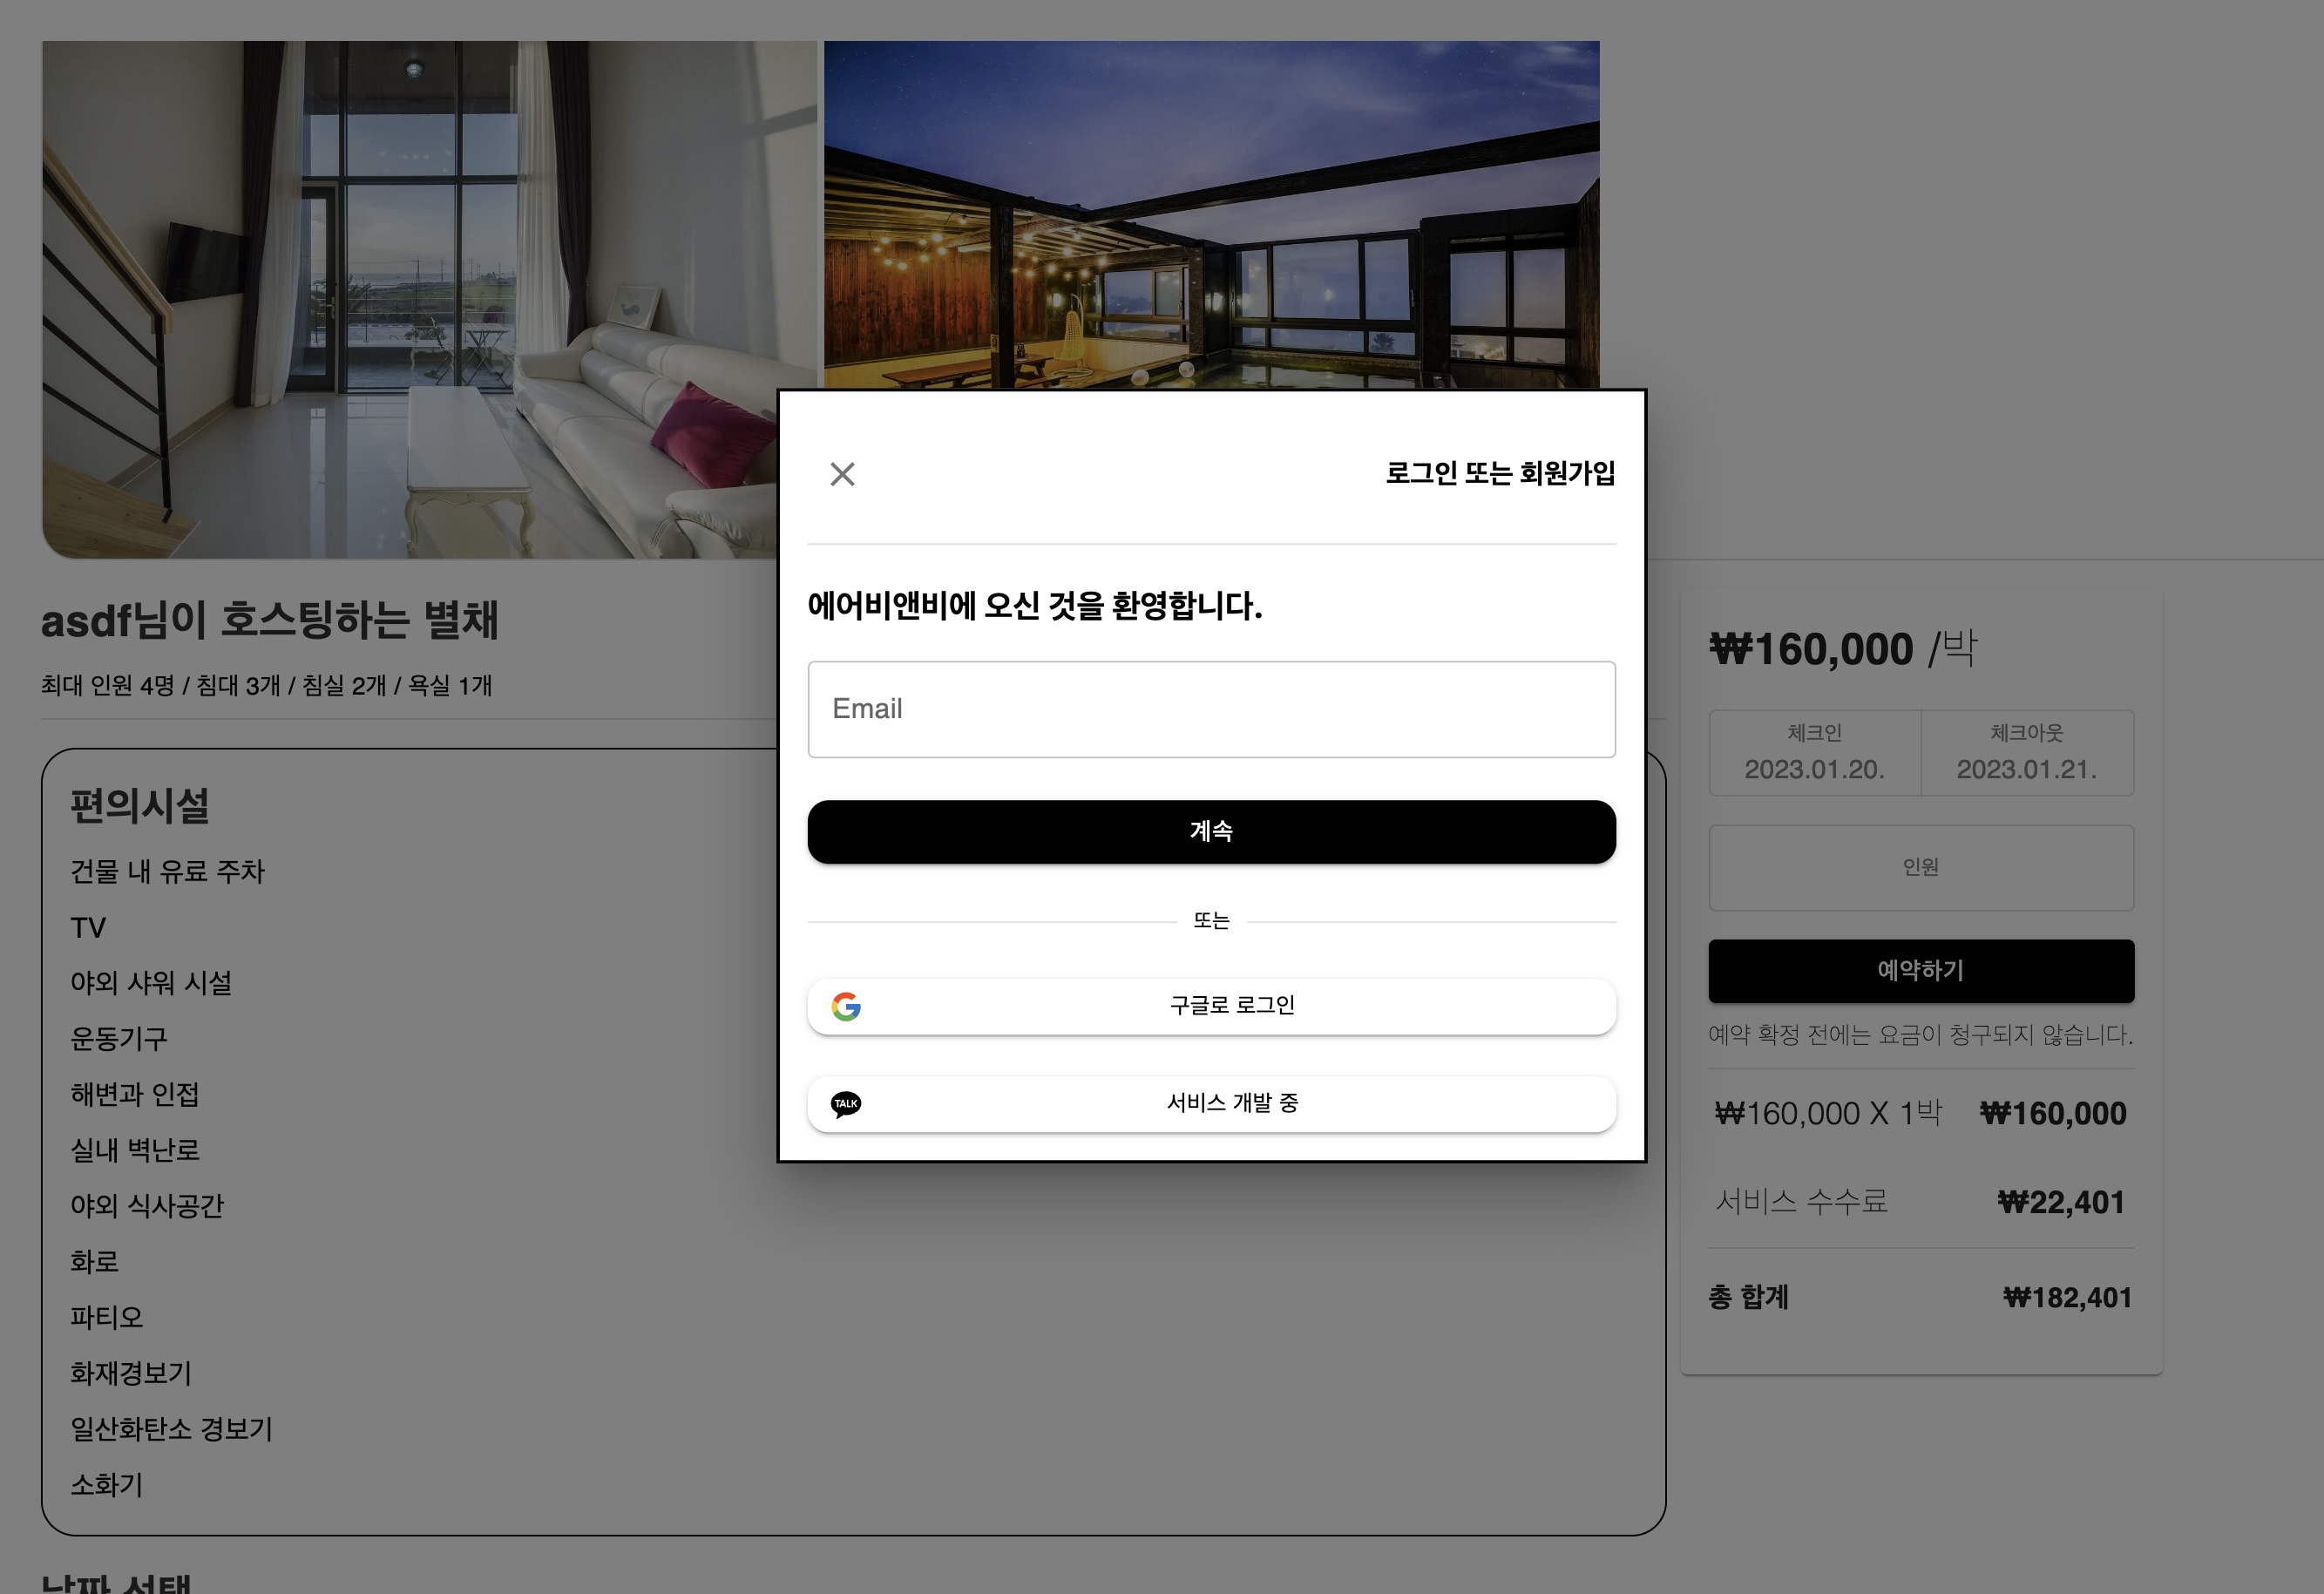 로그인 또는 회원가입
에어비앤비에 오신 것을 환영합니다.
Email
계속
또는
구글로 로그인
TALK
서비스 개발 중
asdf님이 호스팅하는 별채
최대 인원 4명 / 침대 3개 / 침실 2개 / 욕실 1개
편의시설
건물 내 유료 주차
TV
야외 샤워 시설
운동기구
해변과 인접
실내 벽난로
야외 식사공간
화로
파티오
화재경보기
일산화탄소 경보기
소화기
날짜 선택
₩160,000 /박
체크인 체크아웃
2023.01.20. 2023.01.21.
인원
예약하기
예약 확정 전에는 요금이 청구되지 않습니다.
₩160,000 X 1박 ₩160,000
서비스 수수료 ₩22,401
총 합계 ₩182,401